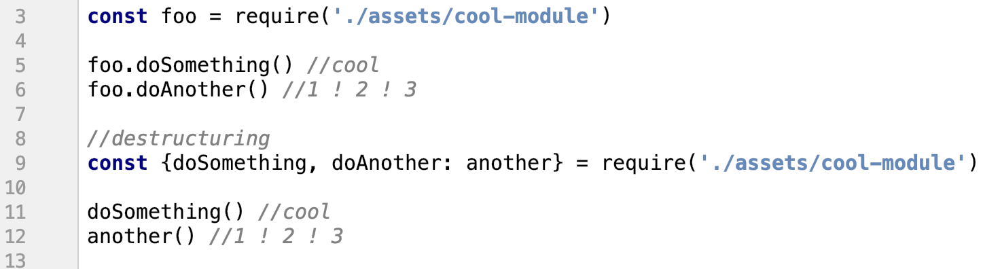 3 const foo = require('./assets/cool-module')
4
5 foo.doSomething() //cool
6 foo.doAnother() //1 ! 2 ! 3
7
8 //destructuring
9 const {doSomething, doAnother: another} = require('./assets/cool-module')
10
11 doSomething() //cool
12 another() //1 ! 2 ! 3
13